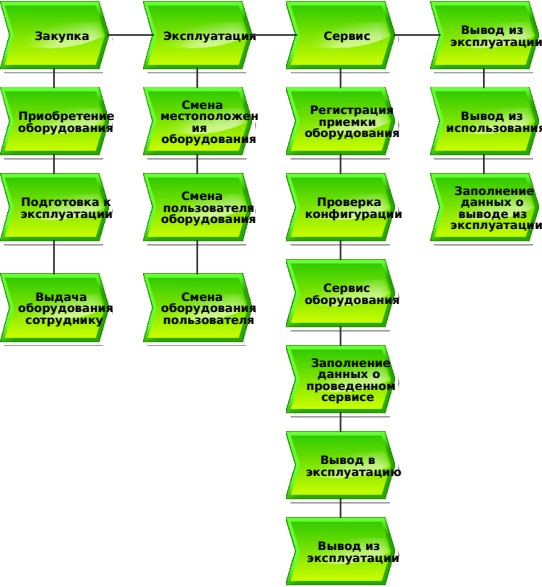 Закупка
Эксплуатация
Сервис
Вывод из
эксплуатации
Приобретение
оборудования
Смена
местоположен
ия
оборудования
Регистрация
приемки
оборудования
Вывод из
использования
Подготовка к
эксплуатации
Смена
пользователя
оборудования
Проверка
конфигурации
Заполнение
данных о
выводе из
эксплуатации
Выдача
оборудования
сотруднику
Смена
оборудования
пользователя
Сервис
оборудования
Заполнение
данных о
проведенном
сервисе
Вывод в
эксплуатацию
Вывод из
эксплуатации